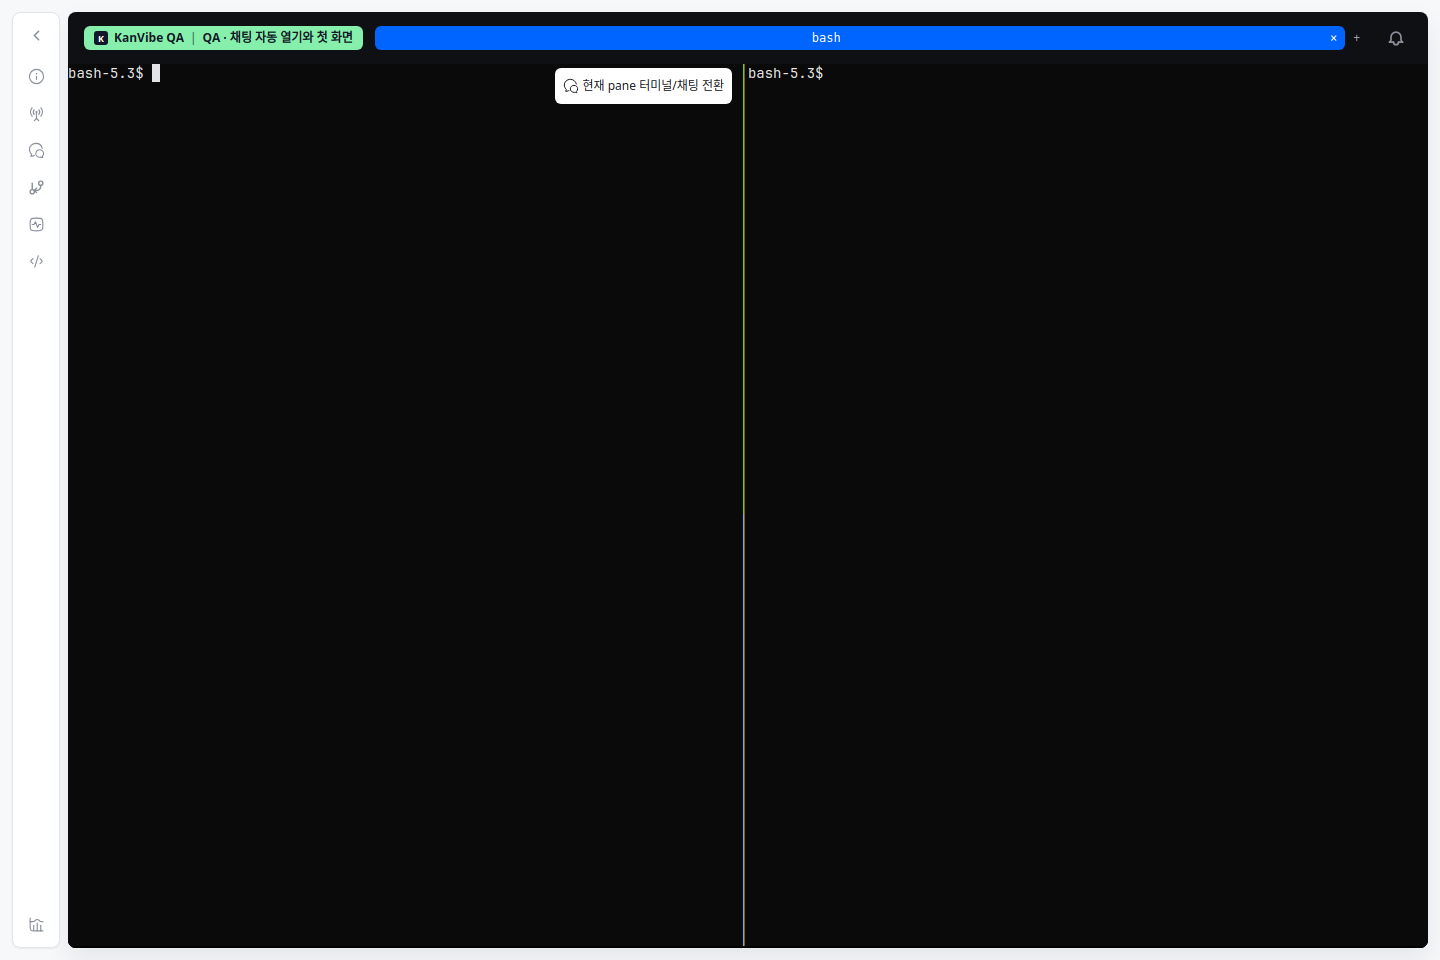 K KanVibe QA | QA · 채팅 자동 열기와 첫 화면
bash × +
bash-5.3$
현재 pane 터미널/채팅 전환
bash-5.3$